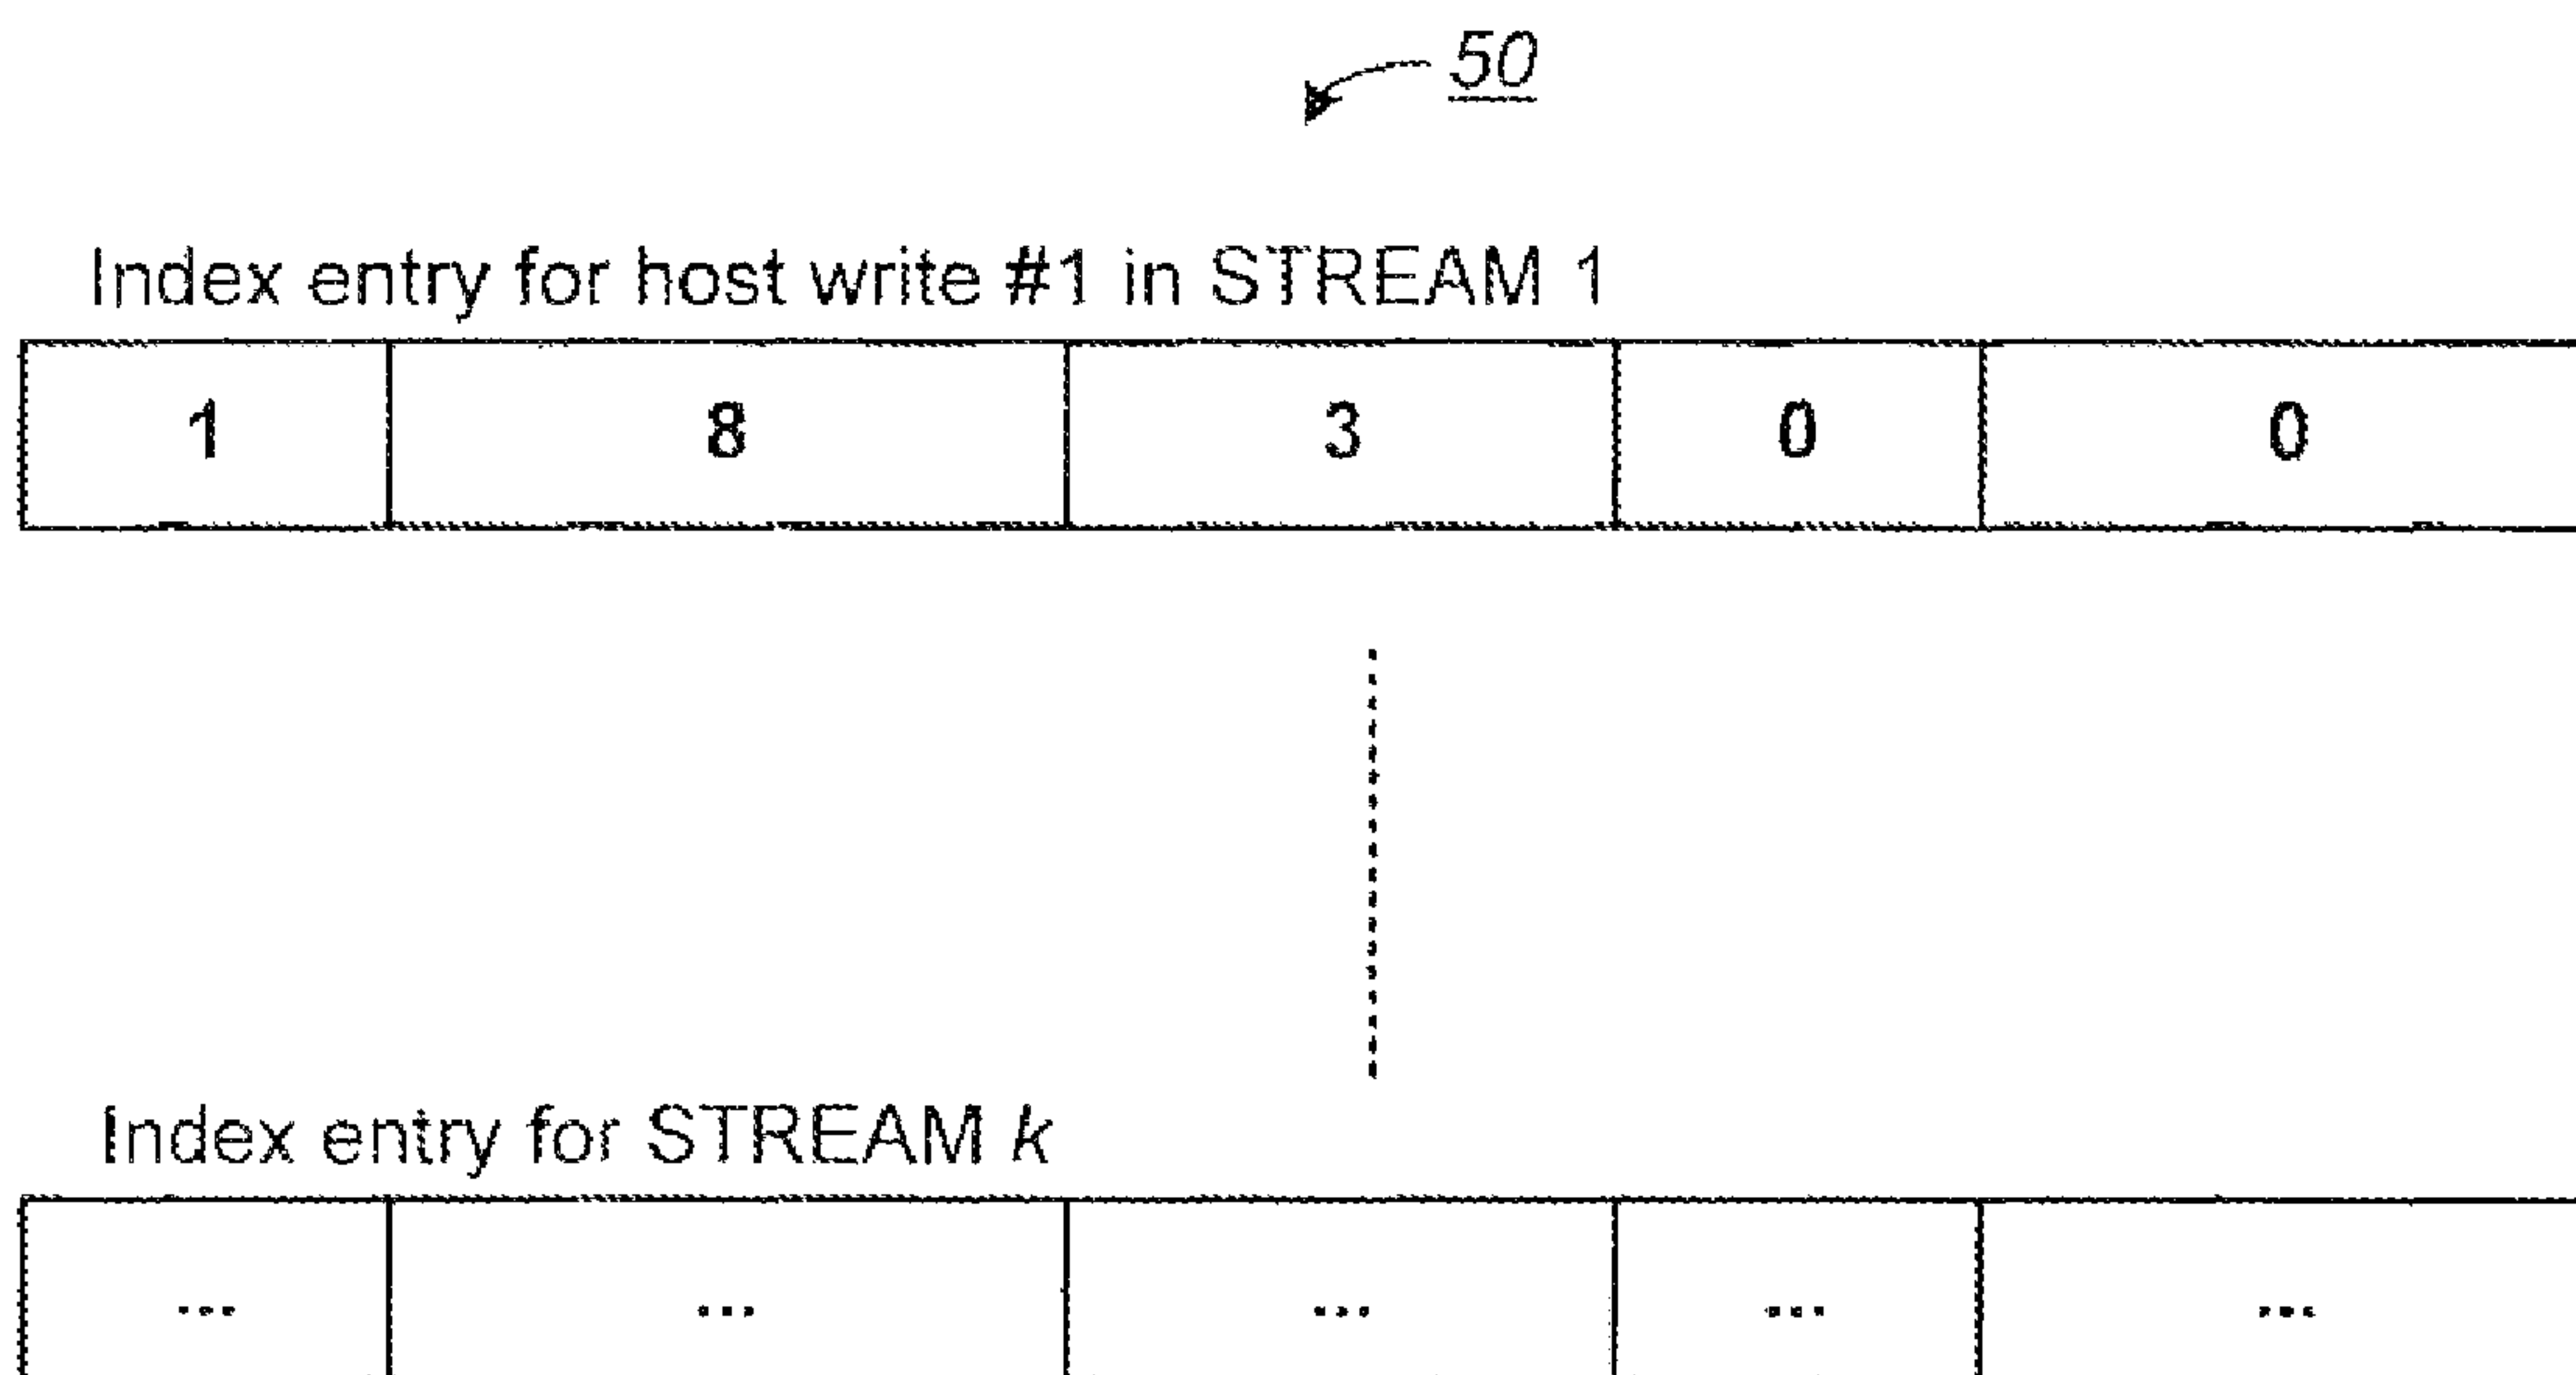 50
Index entry for host write #1 in STREAM 1
1 8 3 0 0
Index entry for STREAM k
... ... ... ... ...